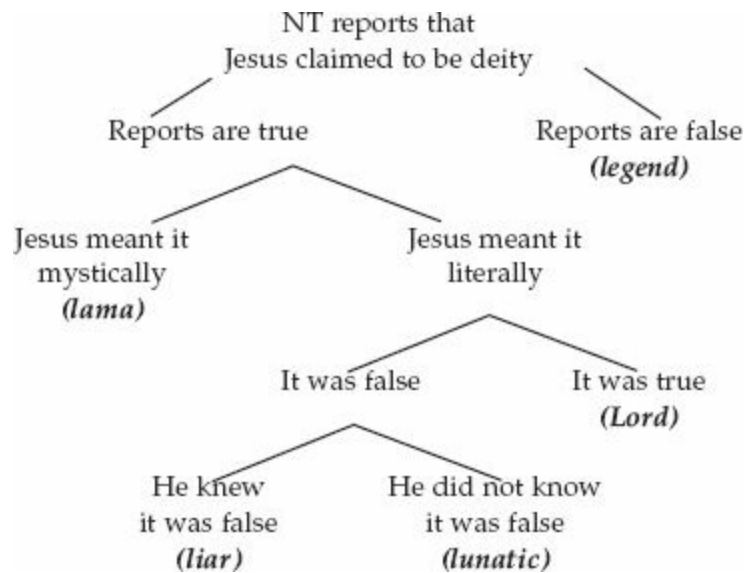 NT reports that
Jesus claimed to be deity
Reports are true
Reports are false
(legend)
Jesus meant it
mystically
(lama)
Jesus meant it
literally
It was false
It was true
(Lord)
He knew
it was false
(liar)
He did not know
it was false
(lunatic)